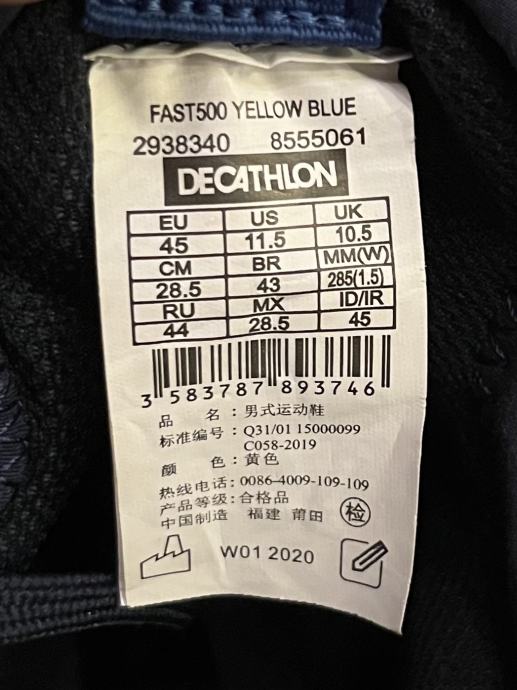 FAST500 YELLOW BLUE
2938340 8555061
DECATHLON
EU US UK
45 11.5 10.5
CM BR MM(W)
28.5 43 285(1.5)
RU MX ID/IR
44 28.5 45
3 583787 893746
品 名：男式运动鞋
标准编号：Q31/01 15000099
C058-2019
颜 色：黄色
热线电话：0086-4009-109-109
产品等级：合格品
中国制造 福建 莆田 检
W01 2020